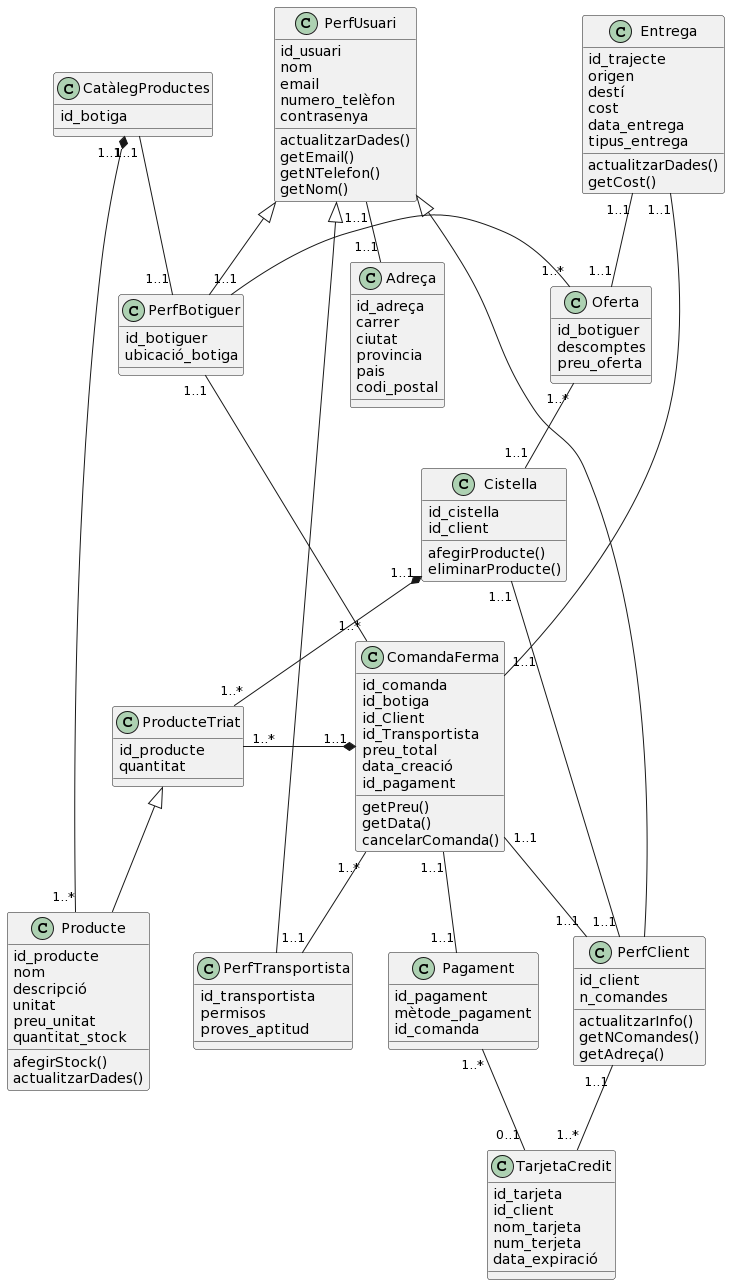 C PerfUsuari
id_usuari
nom
email
numero_telèfon
contrasenya
actualitzarDades()
getEmail()
getNTelefon()
getNom()
C Entrega
id_trajecte
origen
destí
cost
data_entrega
tipus_entrega
actualitzarDades()
getCost()
C CatàlegProductes
id_botiga
1..1
1..1
1..1
1..1
1..1
1..1
1..1
1..1
1..*
1..1
C Adreça
id_adreça
carrer
ciutat
provincia
pais
codi_postal
C PerfBotiguer
id_botiguer
ubicació_botiga
C Oferta
id_botiguer
descomptes
preu_oferta
1..1
1..*
1..1
C Cistella
id_cistella
id_client
afegirProducte()
eliminarProducte()
1..1
1..1
1..*
1..1
1..*
C ComandaFerma
id_comanda
id_botiga
id_Client
id_Transportista
preu_total
data_creació
id_pagament
getPreu()
getData()
cancelarComanda()
C ProducteTriat
id_producte
quantitat
1..*
1..1
1..1
1..*
1..1
1..*
1..1
1..1
1..1
1..1
C Producte
id_producte
nom
descripció
unitat
preu_unitat
quantitat_stock
afegirStock()
actualitzarDades()
C PerfTransportista
id_transportista
permisos
proves_aptitud
C Pagament
id_pagament
mètode_pagament
id_comanda
C PerfClient
id_client
n_comandes
actualitzarInfo()
getNComandes()
getAdreça()
1..*
1..1
0..1
1..*
C TarjetaCredit
id_tarjeta
id_client
nom_tarjeta
num_terjeta
data_expiració